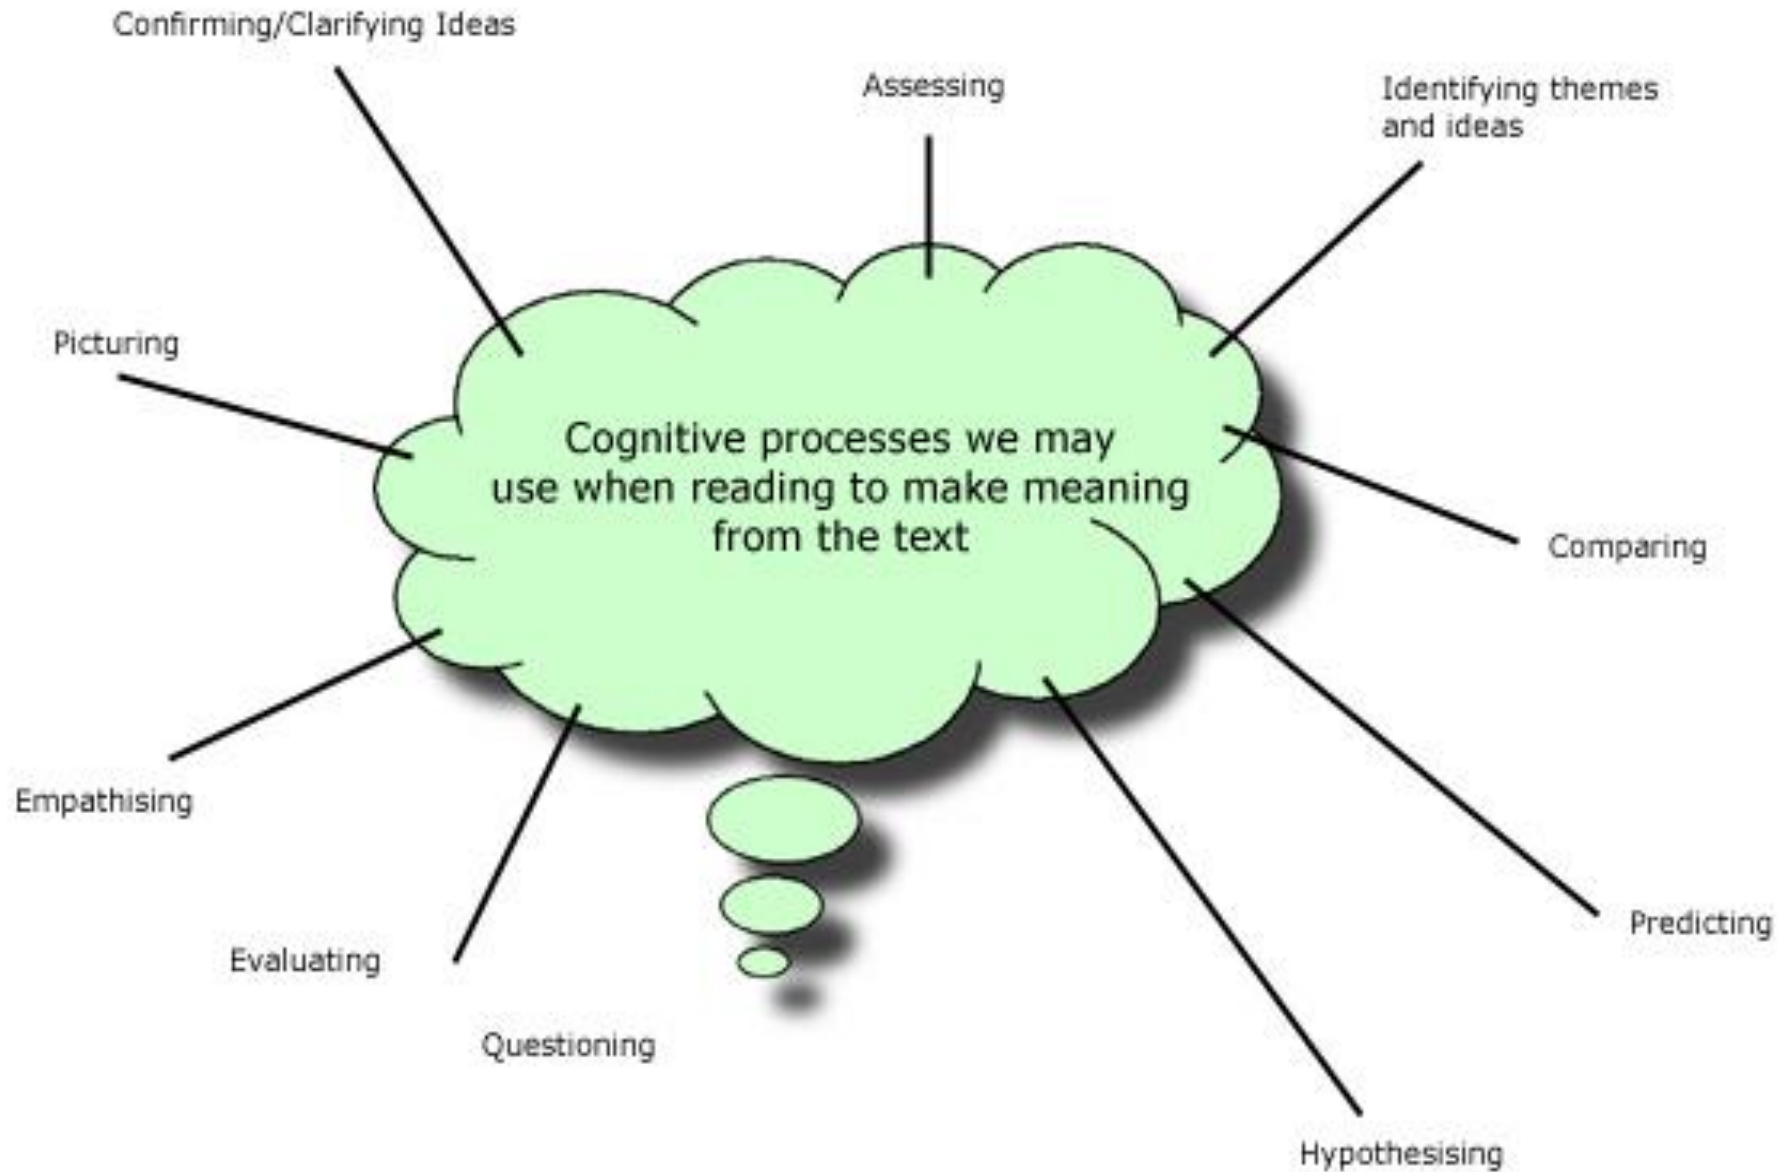 Confirming/Clarifying Ideas
Assessing
Identifying themes
and ideas
Picturing
Cognitive processes we may
use when reading to make meaning
from the text
Comparing
Empathising
Predicting
Evaluating
Questioning
Hypothesising